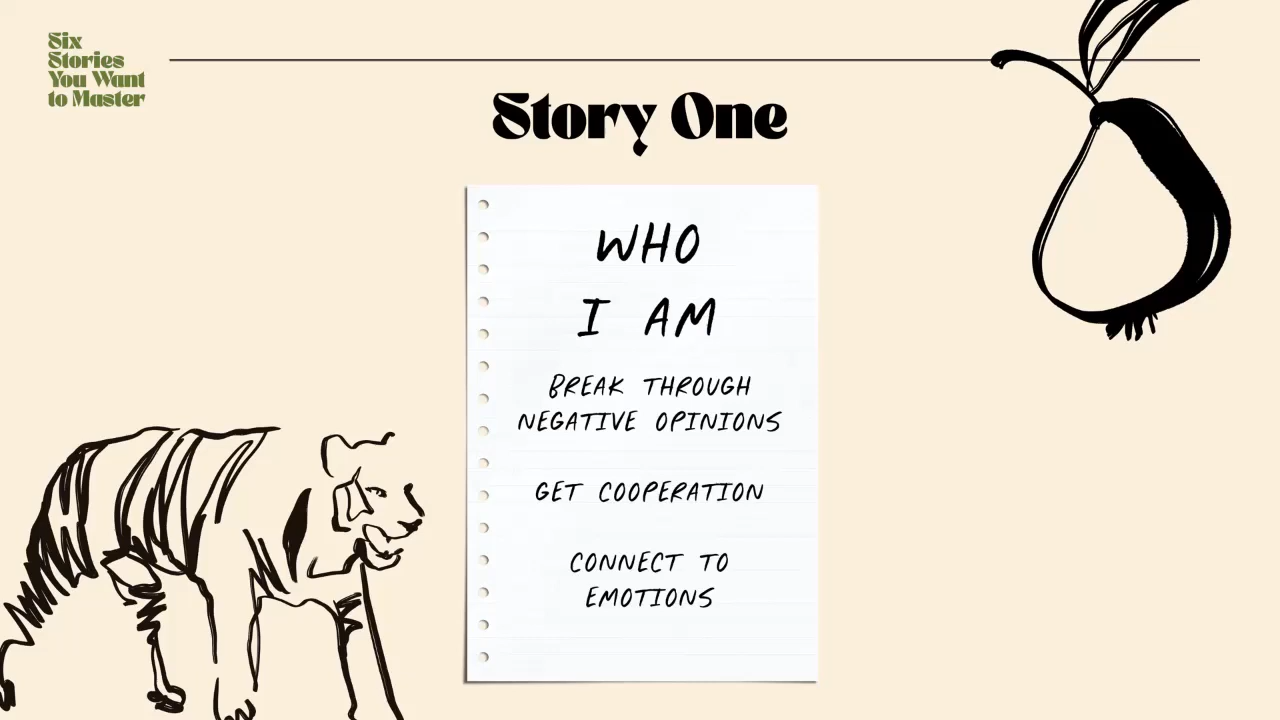 Six
Stories
You Want
to Master
Story One
WHO
I AM
BREAK THROUGH
NEGATIVE OPINIONS
GET COOPERATION
CONNECT TO
EMOTIONS